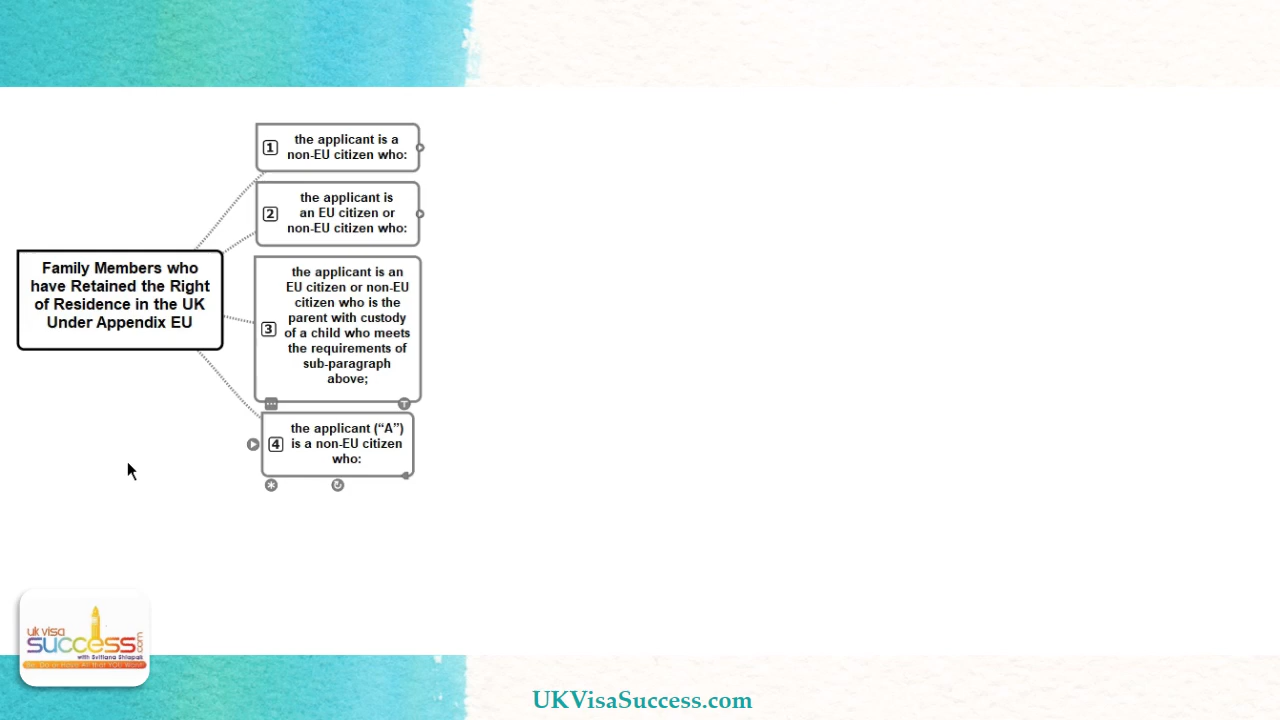 1
the applicant is a
non-EU citizen who:
2
the applicant is
an EU citizen or
non-EU citizen who:
Family Members who
have Retained the Right
of Residence in the UK
Under Appendix EU
3
the applicant is an
EU citizen or non-EU
citizen who is the
parent with custody
of a child who meets
the requirements of
sub-paragraph
above;
4
the applicant (“A”)
is a non-EU citizen
who:
uk visa
success.com
with Svitlana Shlapak
UKVisaSuccess.com